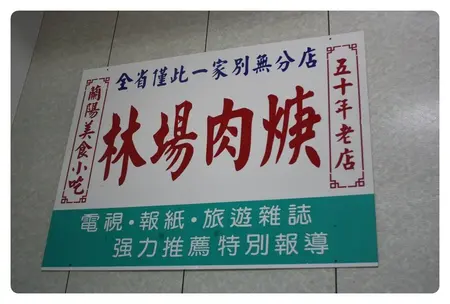 全省僅此一家別無分店
蘭陽美食小吃
林場肉焿
五十年老店
電視·報紙·旅遊雜誌
强力推薦特別報導